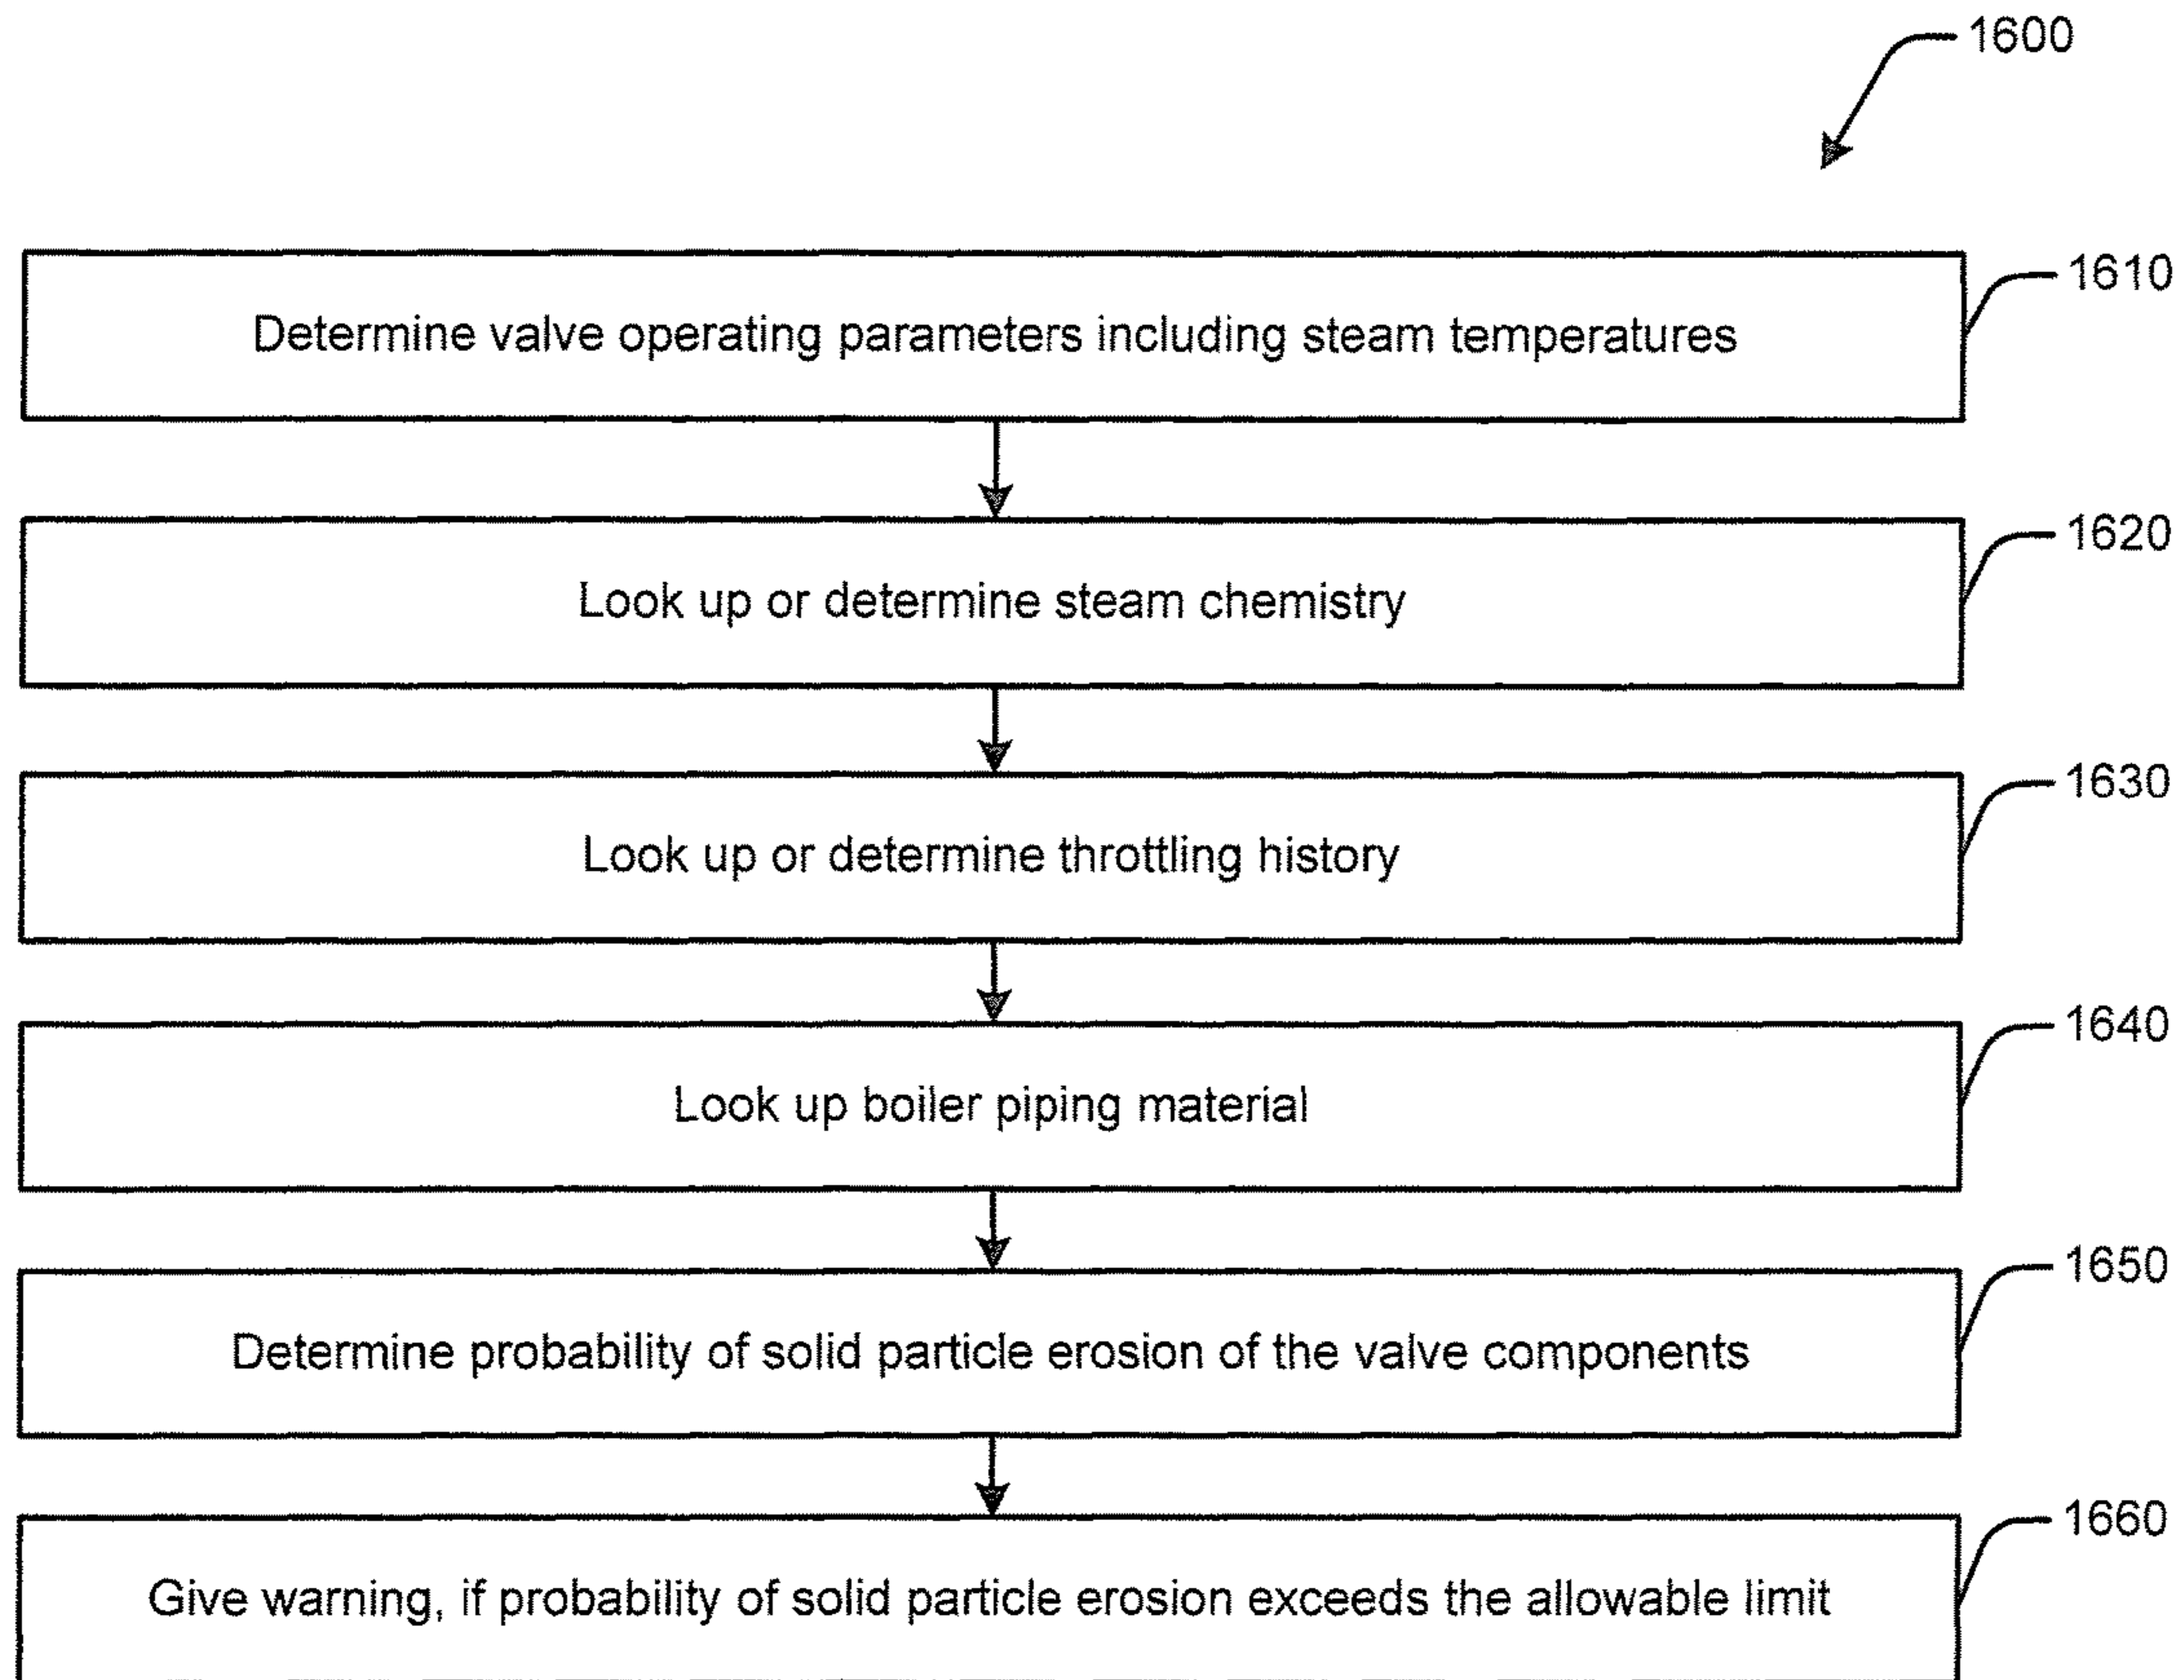 1600
1610
Determine valve operating parameters including steam temperatures
1620
Look up or determine steam chemistry
1630
Look up or determine throttling history
1640
Look up boiler piping material
1650
Determine probability of solid particle erosion of the valve components
1660
Give warning, if probability of solid particle erosion exceeds the allowable limit